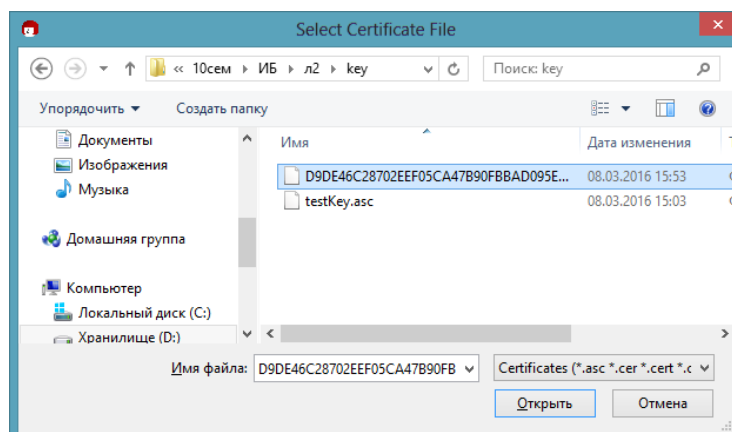 Select Certificate File
« 10сем ▸ ИБ ▸ л2 ▸ key
Поиск: key
Упорядочить ▾ Создать папку
Документы
Изображения
Музыка
Домашняя группа
Компьютер
Локальный диск (C:)
Хранилище (D:)
Имя Дата изменения
D9DE46C28702EEF05CA47B90FBBAD095E... 08.03.2016 15:53
testKey.asc 08.03.2016 15:03
Имя файла: D9DE46C28702EEF05CA47B90FB Certificates (*.asc *.cer *.cert *.c
Открыть Отмена